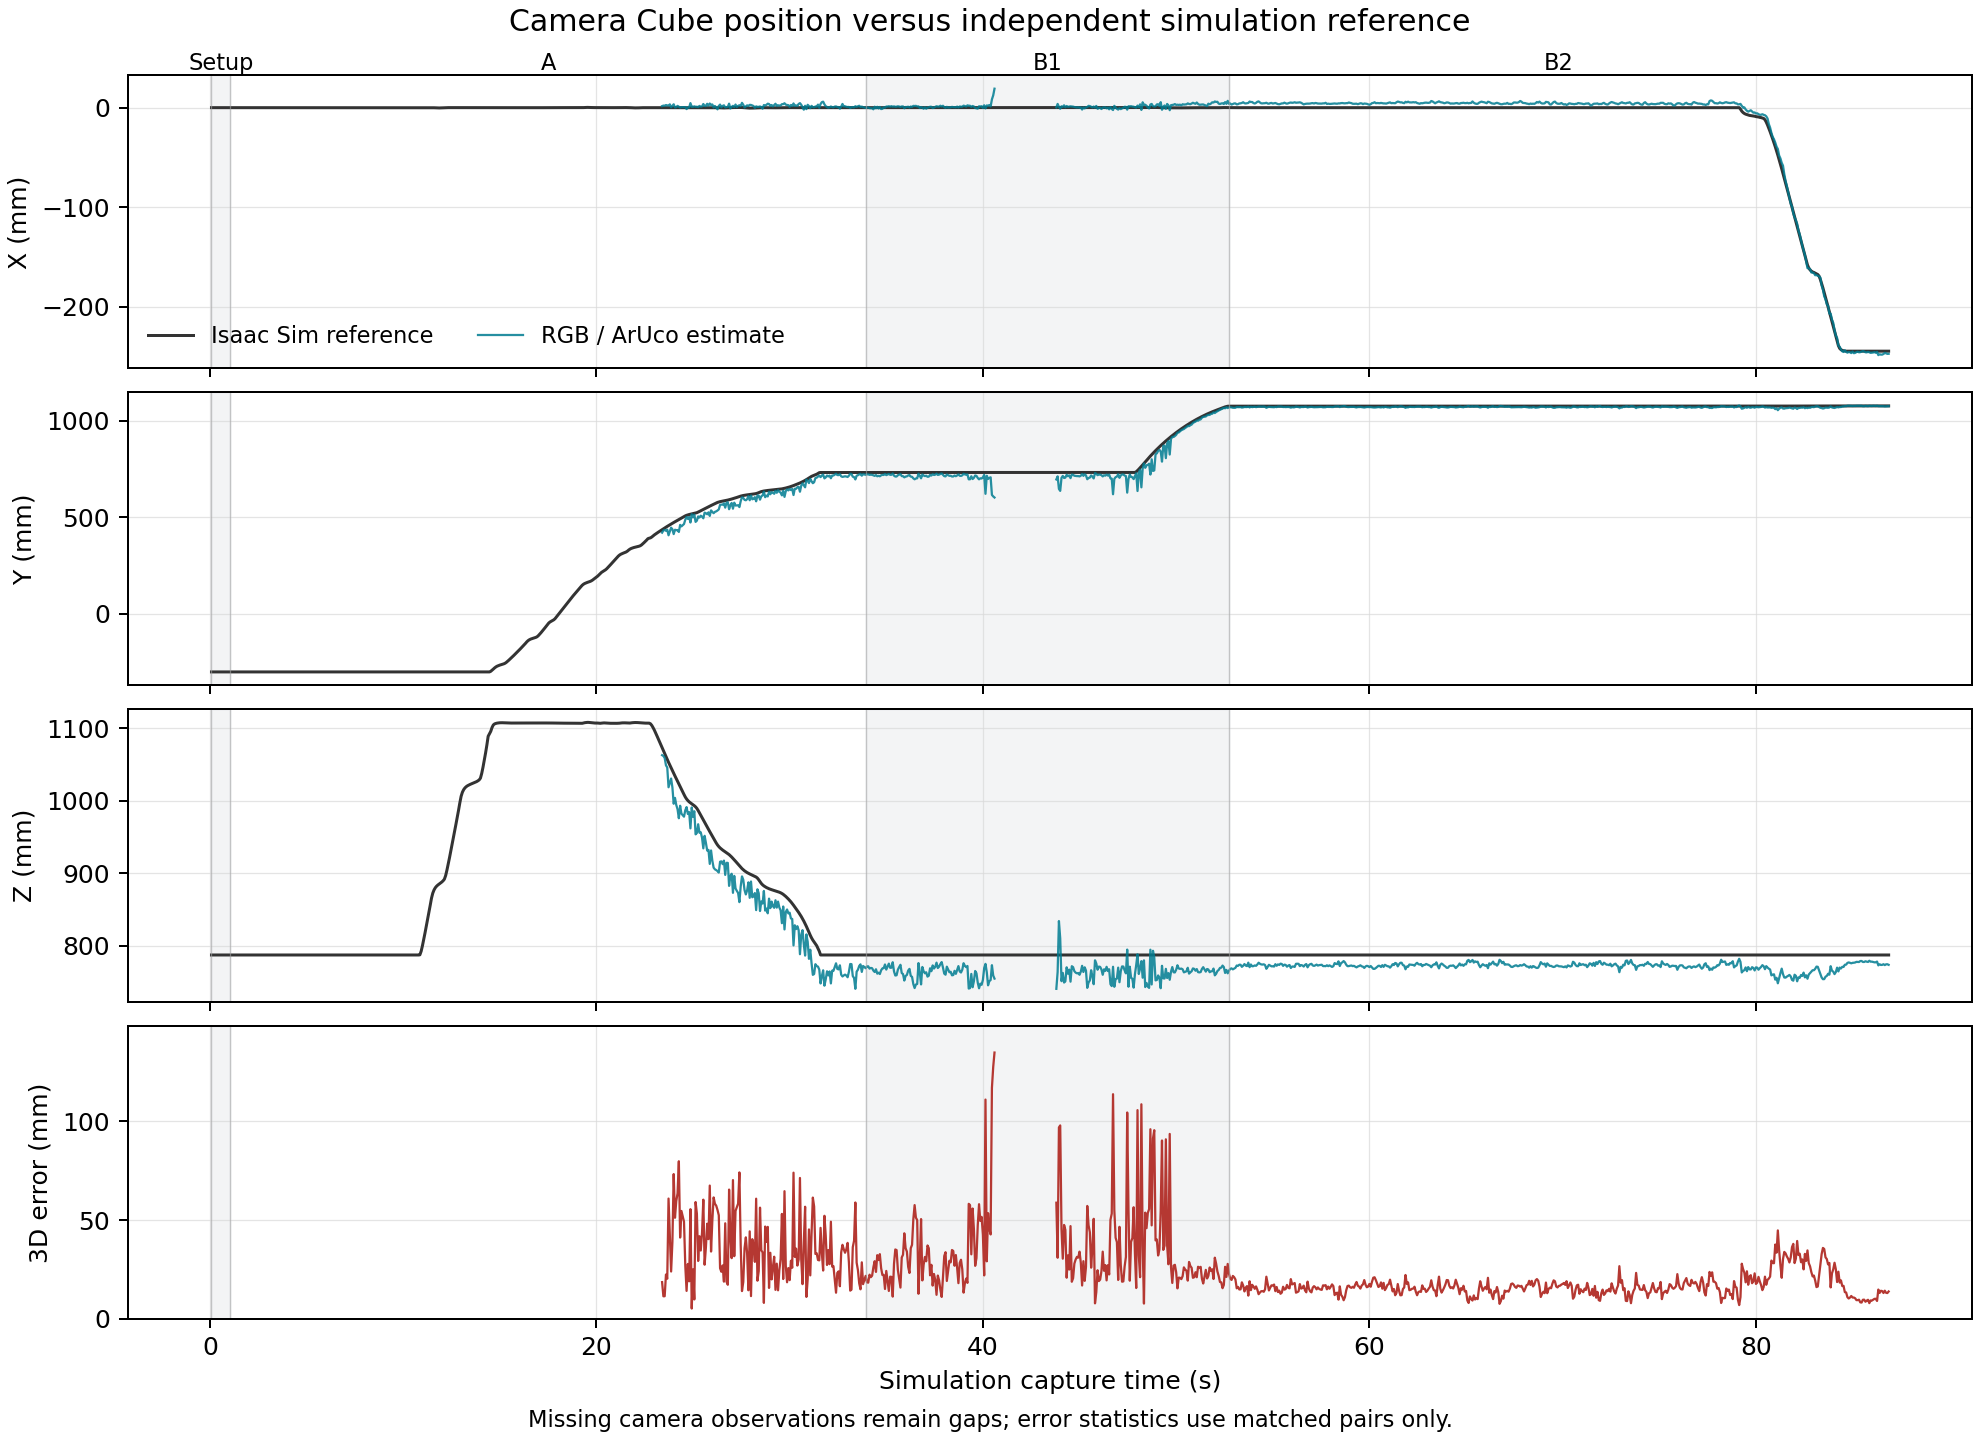 Camera Cube position versus independent simulation reference
Setup A B1 B2
X (mm)
0
−100
−200
Isaac Sim reference
RGB / ArUco estimate
Y (mm)
1000
500
0
Z (mm)
1100
1000
900
800
3D error (mm)
100
50
0
0 20 40 60 80
Simulation capture time (s)
Missing camera observations remain gaps; error statistics use matched pairs only.